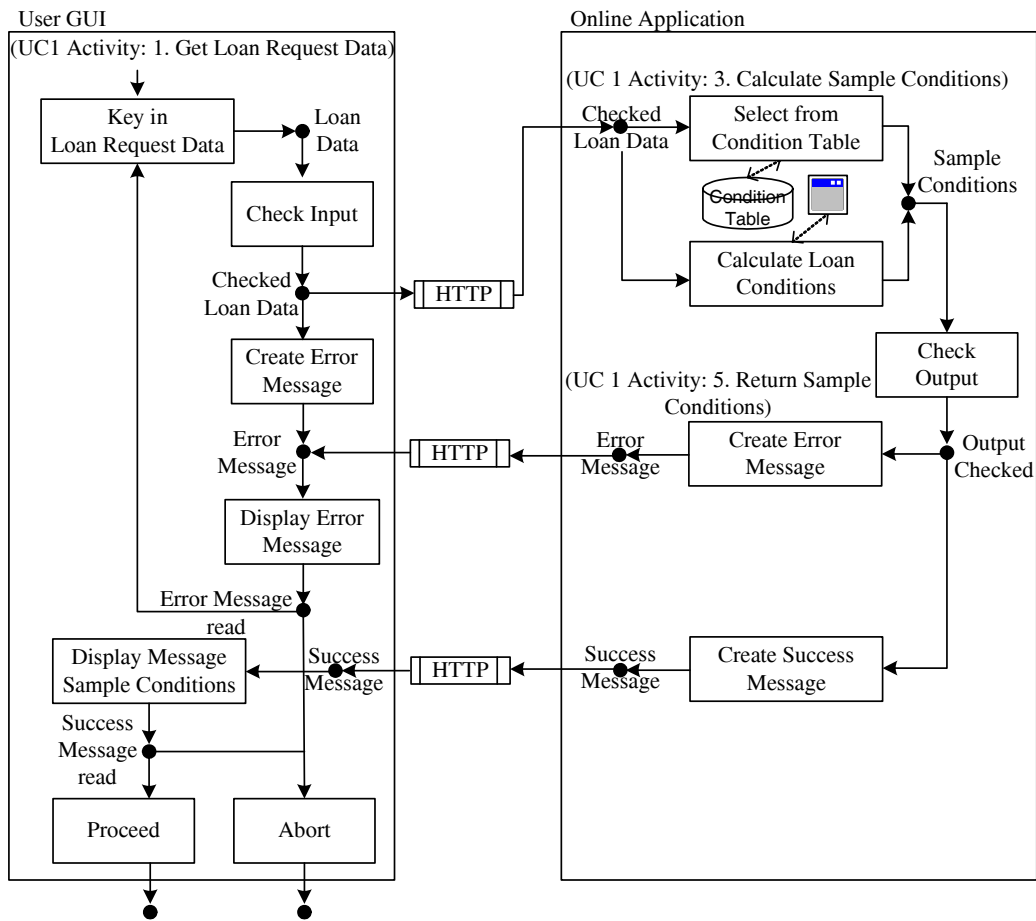 User GUI
Online Application
(UC1 Activity: 1. Get Loan Request Data)
Key in
Loan Request Data
Loan
Data
Check Input
Checked
Loan Data
HTTP
Create Error
Message
Error
Message
Display Error
Message
Error Message
read
Display Message
Sample Conditions
Success
Message
read
Proceed
Abort
HTTP
HTTP
Success
Message
(UC 1 Activity: 3. Calculate Sample Conditions)
Checked
Loan Data
Select from
Condition Table
Condition
Table
Sample
Conditions
Calculate Loan
Conditions
Check
Output
(UC 1 Activity: 5. Return Sample
Conditions)
Error
Message
Create Error
Message
Output
Checked
Success
Message
Create Success
Message